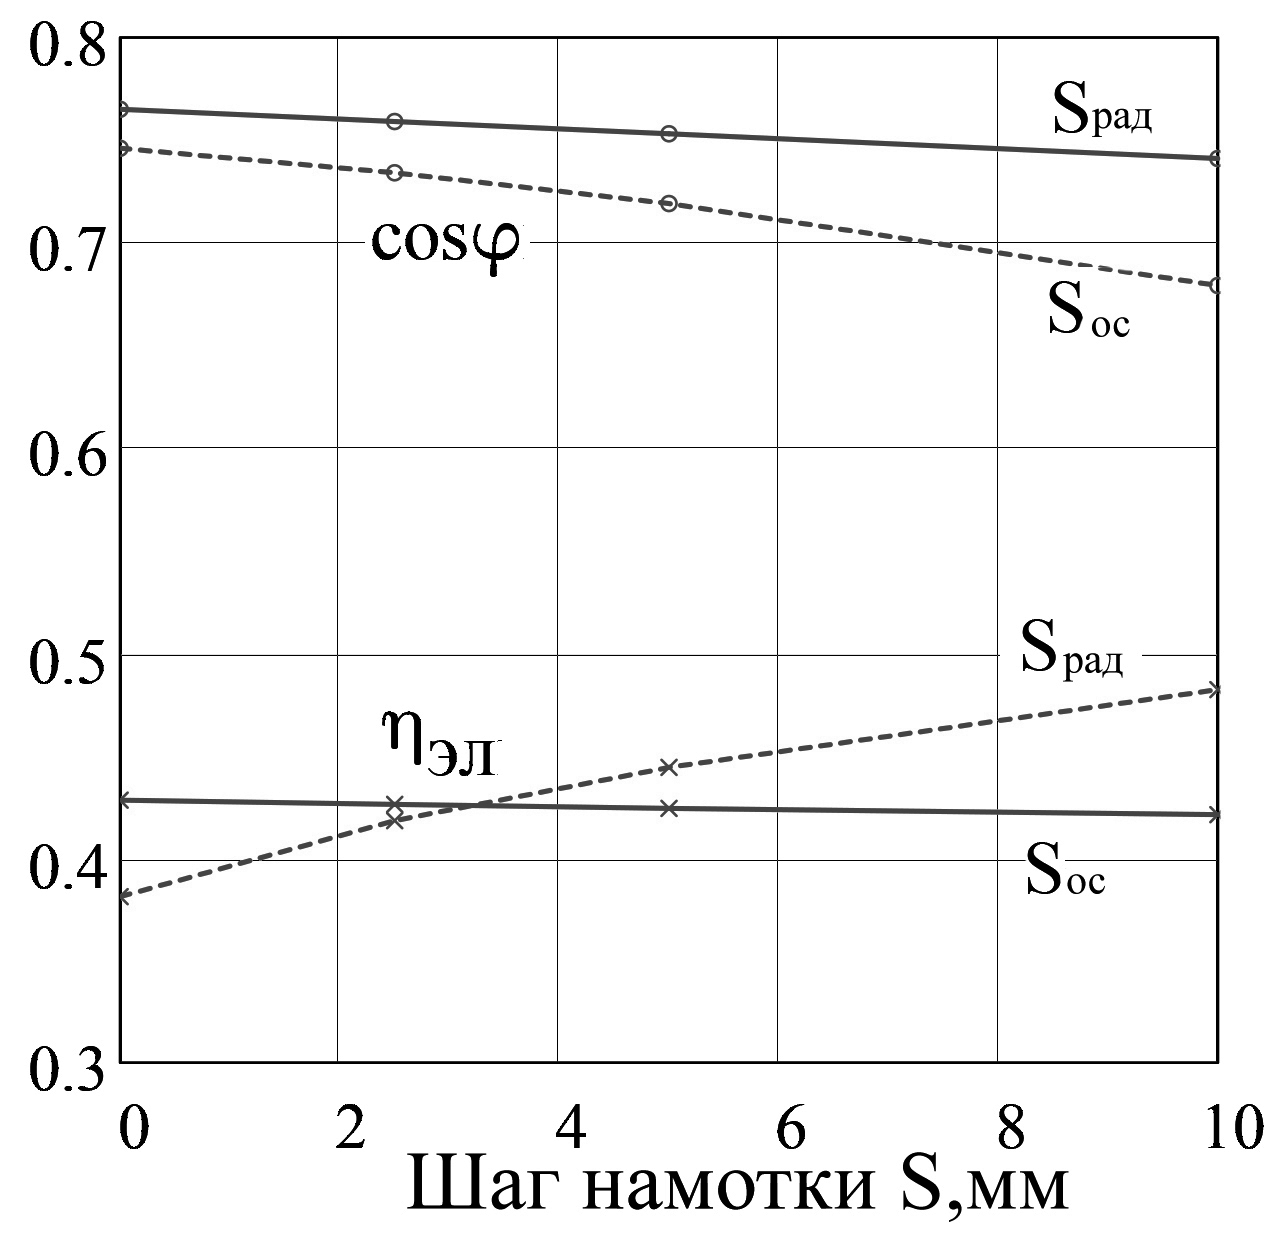 0.8
Sрад
cosφ
0.7
Sос
0.6
Sрад
0.5
ηэл
0.4
Sос
0.3
0 2 4 6 8 10
Шаг намотки S,мм